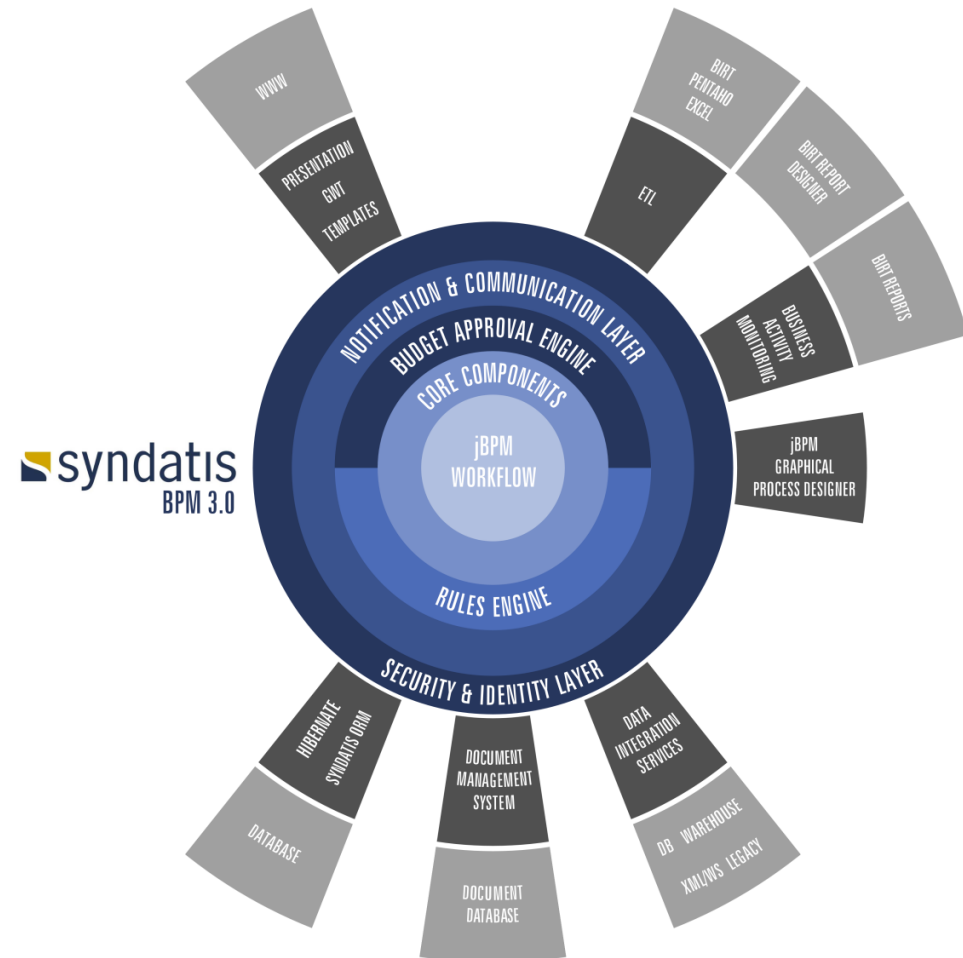 WWW
PRESENTATION
GWT
TEMPLATES
BIRT
PENTAHO
EXCEL
ETL
BIRT REPORT
DESIGNER
BIRT REPORTS
BUSINESS
ACTIVITY
MONITORING
jBPM
GRAPHICAL
PROCESS DESIGNER
NOTIFICATION & COMMUNICATION LAYER
BUDGET APPROVAL ENGINE
CORE COMPONENTS
jBPM
WORKFLOW
RULES ENGINE
SECURITY & IDENTITY LAYER
syndatis
BPM 3.0
HIBERNATE
SYNDATIS ORM
DATABASE
DOCUMENT
MANAGEMENT
SYSTEM
DOCUMENT
DATABASE
DATA
INTEGRATION
SERVICES
DB WAREHOUSE
XML/WS LEGACY